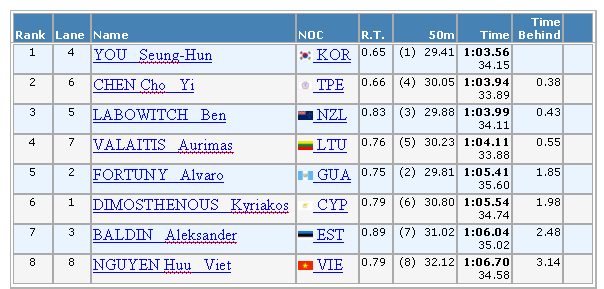 Rank Lane Name NOC R.T. 50m Time Time Behind
1 4 YOU Seung-Hun KOR 0.65 (1) 29.41 1:03.56
34.15
2 6 CHEN Cho Yi TPE 0.66 (4) 30.05 1:03.94 0.38
33.89
3 5 LABOWITCH Ben NZL 0.83 (3) 29.88 1:03.99 0.43
34.11
4 7 VALAITIS Aurimas LTU 0.76 (5) 30.23 1:04.11 0.55
33.88
5 2 FORTUNY Alvaro GUA 0.75 (2) 29.81 1:05.41 1.85
35.60
6 1 DIMOSTHENOUS Kyriakos CYP 0.79 (6) 30.80 1:05.54 1.98
34.74
7 3 BALDIN Aleksander EST 0.89 (7) 31.02 1:06.04 2.48
35.02
8 8 NGUYEN Huu Viet VIE 0.79 (8) 32.12 1:06.70 3.14
34.58